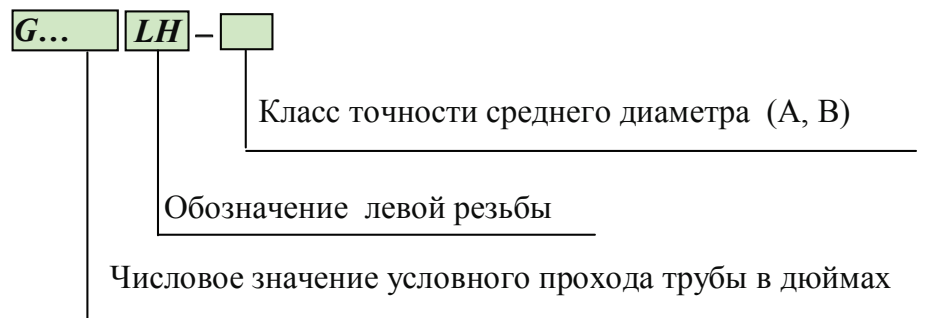 G... LH –
Класс точности среднего диаметра (А, В)
Обозначение левой резьбы
Числовое значение условного прохода трубы в дюймах